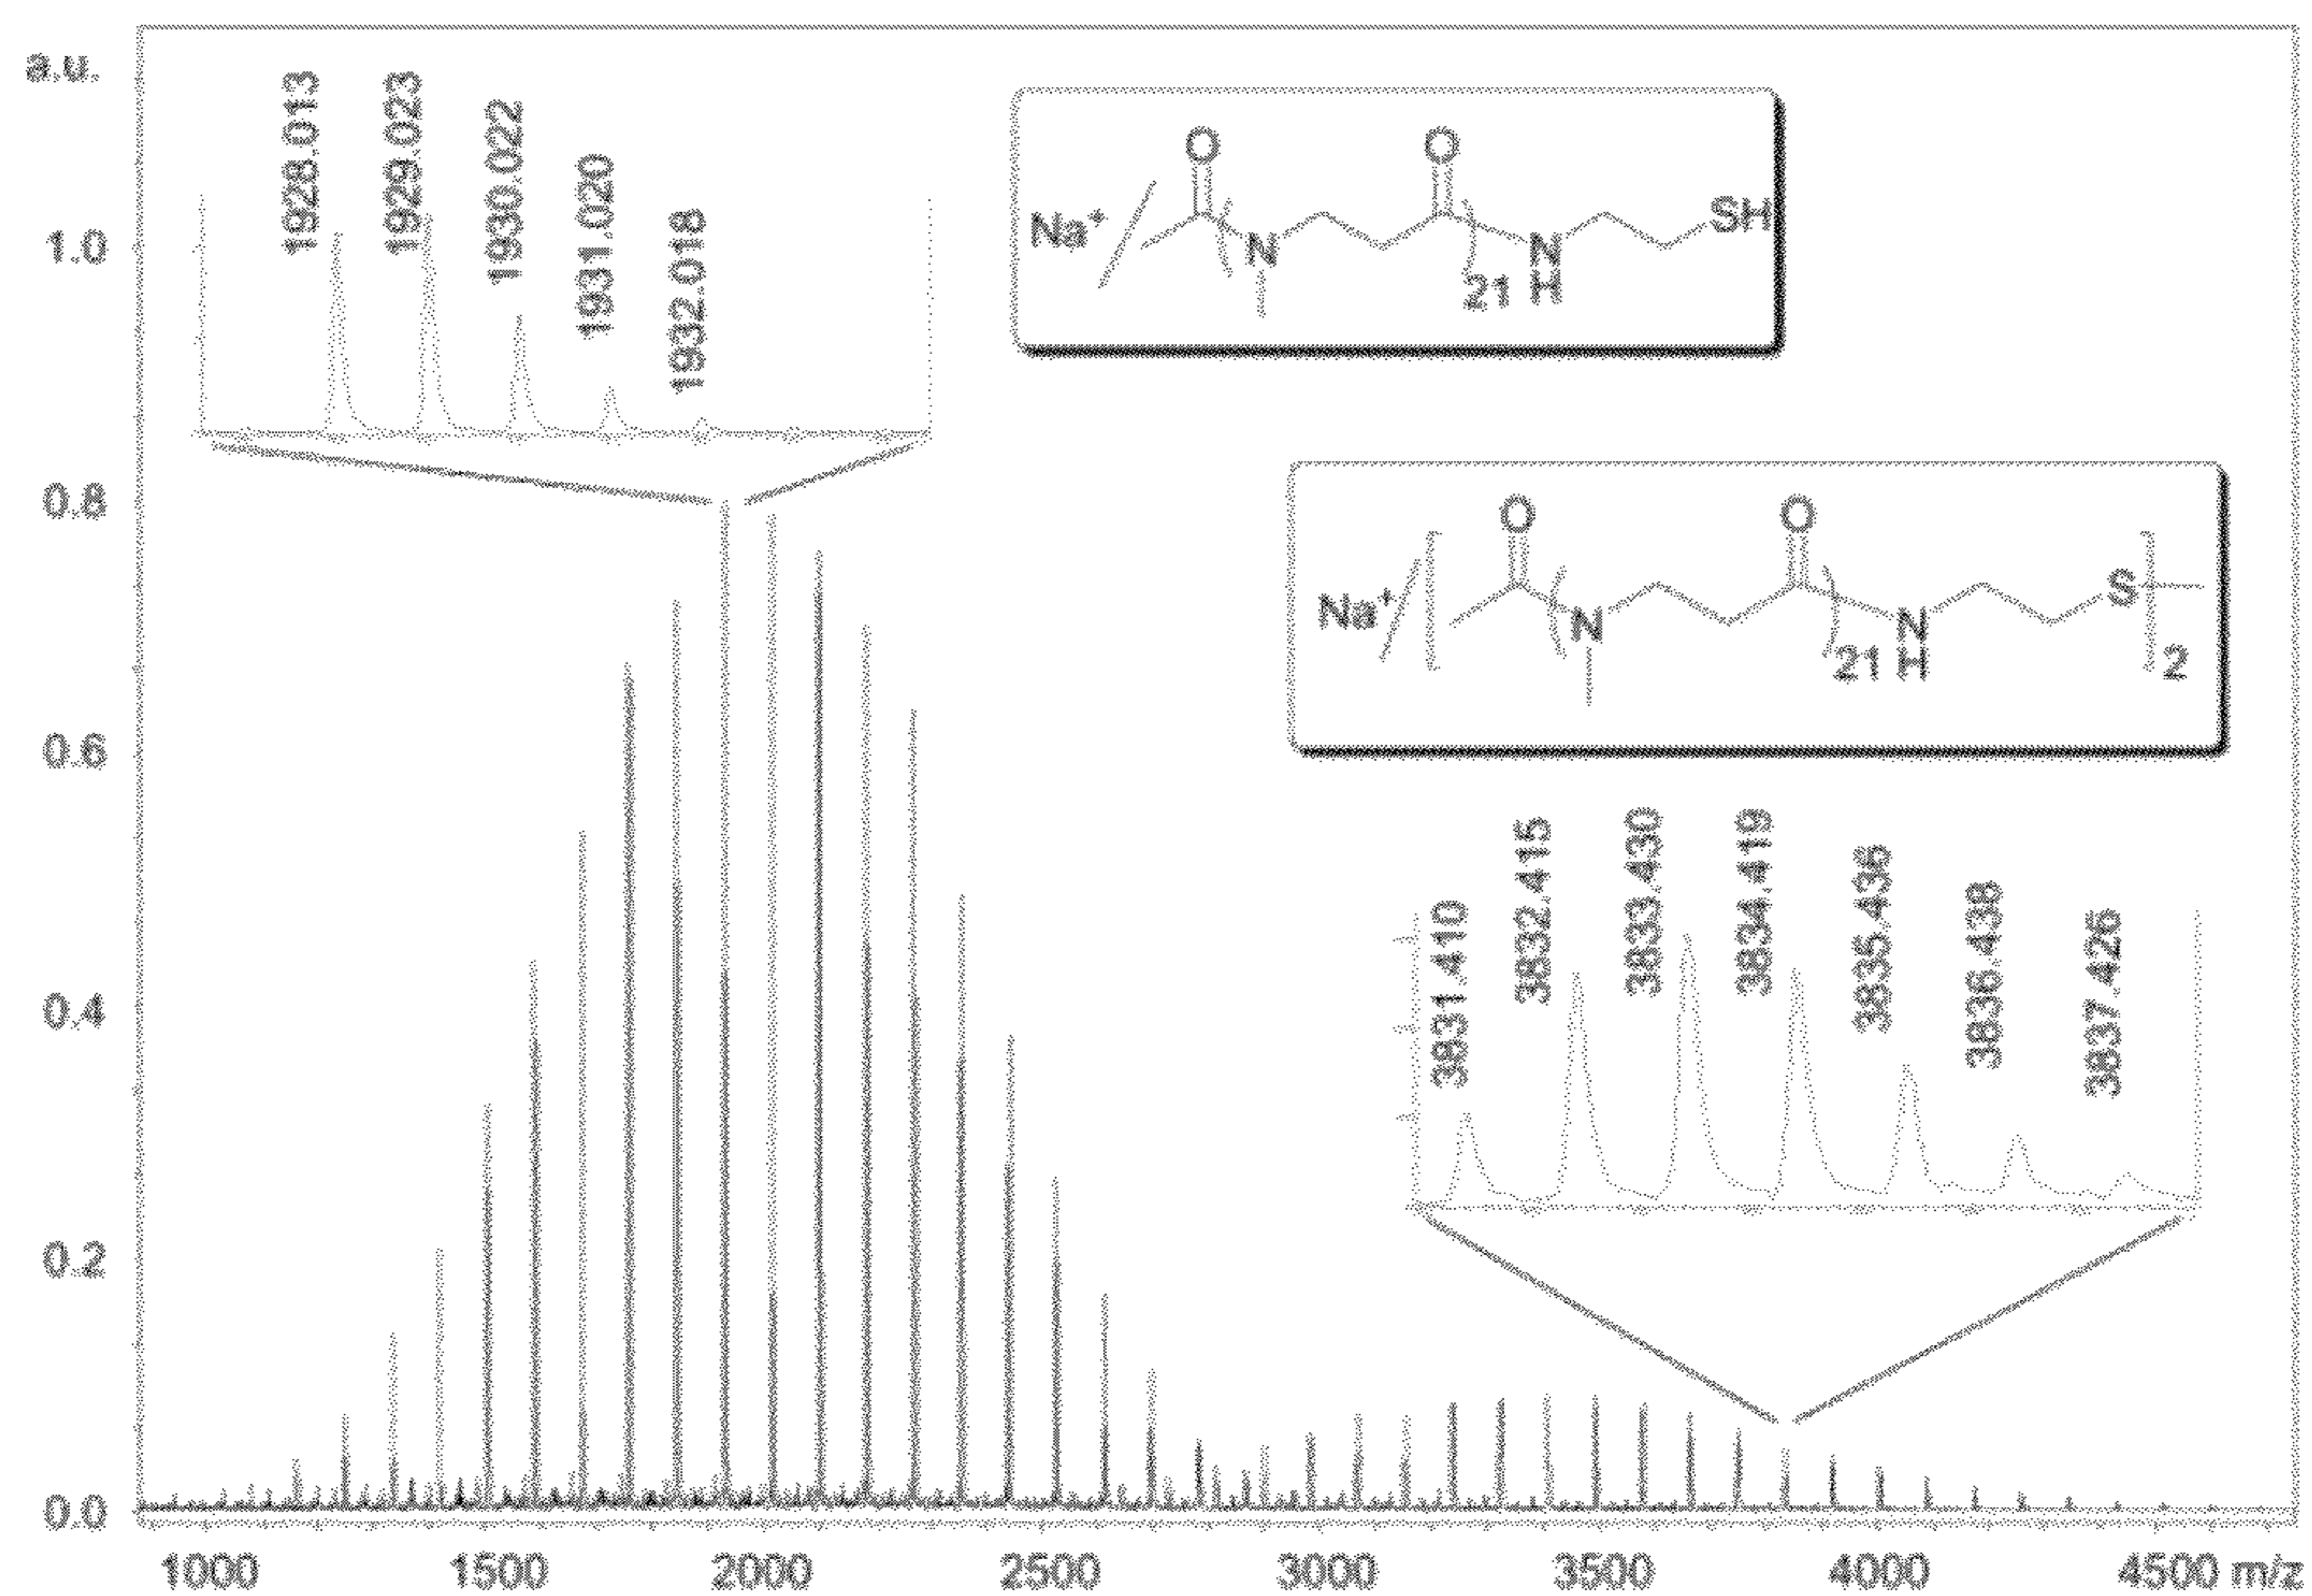 a.u.
1928.013
1929.023
1930.022
1931.020
1932.018
O O
Na+ N N SH
21 H
1.0
0.8
O O
Na+ N N S
21 H 2
0.6
3831.410
3832.415
3833.430
3834.419
3835.436
3836.438
3837.426
0.4
0.2
0.0
1000 1500 2000 2500 3000 3500 4000 4500 m/z